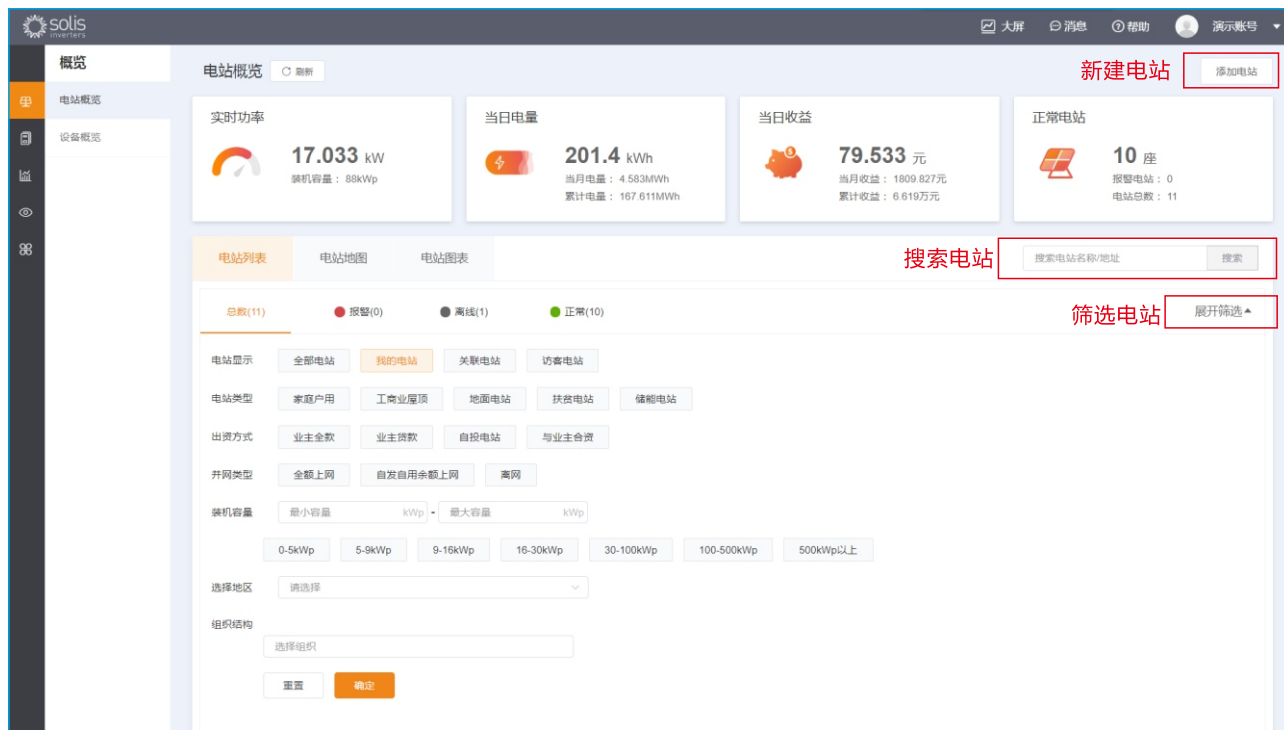 solis
inverters
大屏 消息 帮助 演示账号
概览
电站概览
设备概览
电站概览 刷新
新建电站 添加电站
实时功率
17.033 kW
装机容量：88kWp
当日电量
201.4 kWh
当月电量：4.583MWh
累计电量：167.611MWh
当日收益
79.533 元
当月收益：1809.827元
累计收益：6.619万元
正常电站
10 座
报警电站：0
电站总数：11
电站列表 电站地图 电站图表
搜索电站 搜索电站名称/地址 搜索
总数(11) 报警(0) 离线(1) 正常(10)
筛选电站 展开筛选
电站显示 全部电站 我的电站 关联电站 访客电站
电站类型 家庭户用 工商业屋顶 地面电站 扶贫电站 储能电站
出资方式 业主全款 业主贷款 自投电站 与业主合资
并网类型 全额上网 自发自用余额上网 离网
装机容量 最小容量 kWp - 最大容量 kWp
0-5kWp 5-9kWp 9-16kWp 16-30kWp 30-100kWp 100-500kWp 500kWp以上
选择地区 请选择
组织结构
选择组织
重置 确定